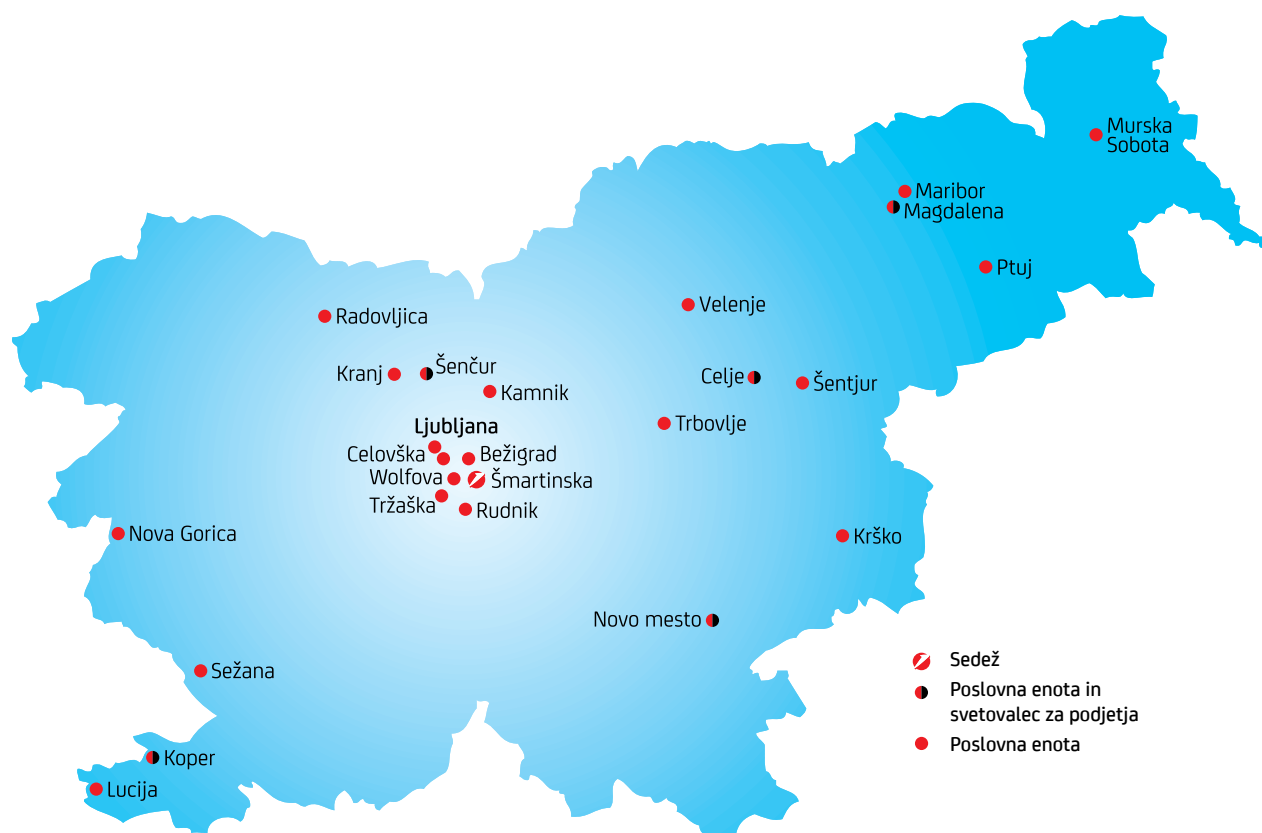 Murska
Sobota
Maribor
Magdalena
Ptuj
Velenje
Radovljica
Šenčur
Kranj
Celje
Šentjur
Kamnik
Ljubljana
Trbovlje
Celovška
Bežigrad
Wolfova
Šmartinska
Tržaška
Rudnik
Nova Gorica
Krško
Novo mesto
Sežana
Koper
Lucija
Sedež
Poslovna enota in
svetovalec za podjetja
Poslovna enota